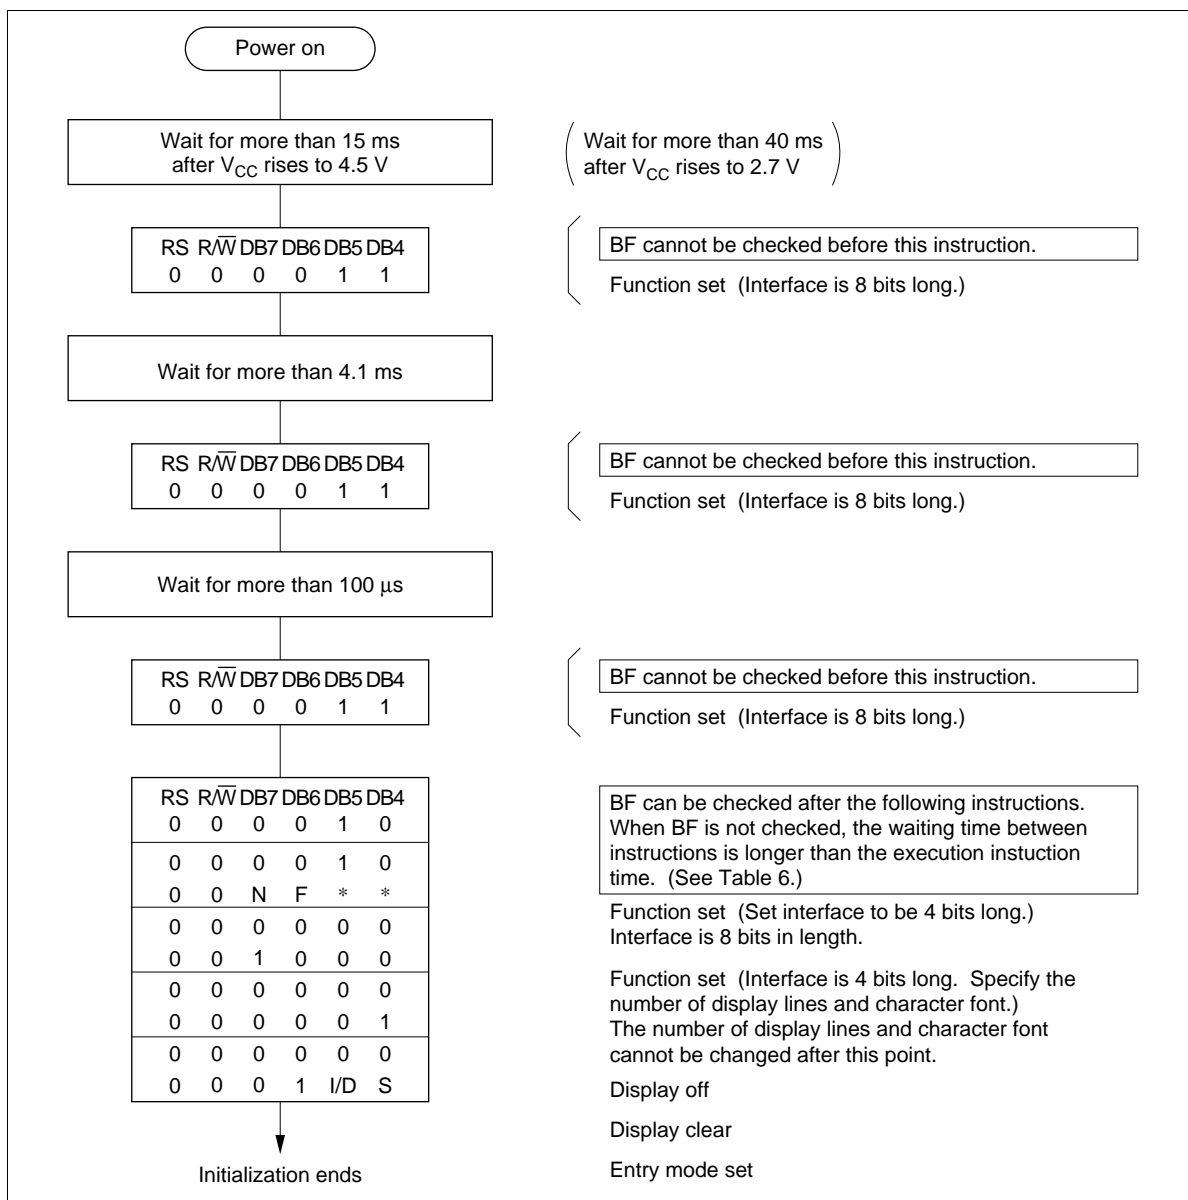 Power on
Wait for more than 15 ms
after VCC rises to 4.5 V
Wait for more than 40 ms
after VCC rises to 2.7 V
RS R/W̅ DB7 DB6 DB5 DB4
0 0 0 0 1 1
BF cannot be checked before this instruction.
Function set (Interface is 8 bits long.)
Wait for more than 4.1 ms
RS R/W̅ DB7 DB6 DB5 DB4
0 0 0 0 1 1
BF cannot be checked before this instruction.
Function set (Interface is 8 bits long.)
Wait for more than 100 µs
RS R/W̅ DB7 DB6 DB5 DB4
0 0 0 0 1 1
BF cannot be checked before this instruction.
Function set (Interface is 8 bits long.)
RS R/W̅ DB7 DB6 DB5 DB4
0 0 0 0 1 0
0 0 0 0 1 0
0 0 N F * *
0 0 0 0 0 0
0 0 1 0 0 0
0 0 0 0 0 0
0 0 0 0 0 1
0 0 0 0 0 0
0 0 0 1 I/D S
Initialization ends
BF can be checked after the following instructions.
When BF is not checked, the waiting time between
instructions is longer than the execution instuction
time. (See Table 6.)
Function set (Set interface to be 4 bits long.)
Interface is 8 bits in length.
Function set (Interface is 4 bits long. Specify the
number of display lines and character font.)
The number of display lines and character font
cannot be changed after this point.
Display off
Display clear
Entry mode set